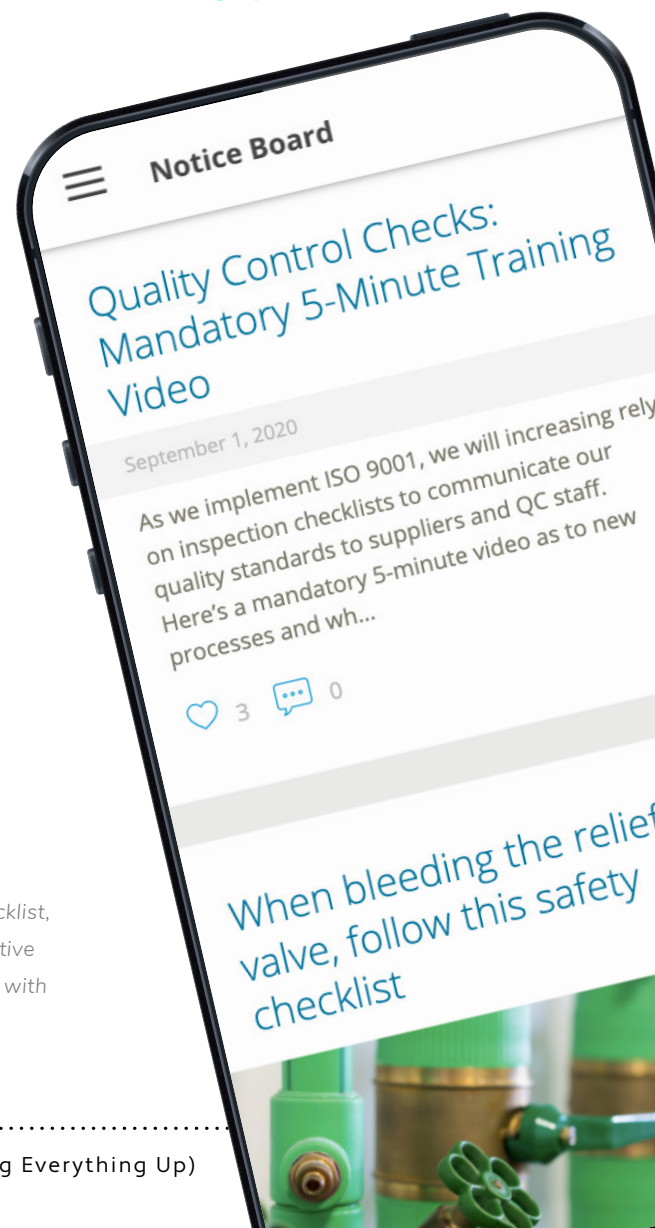 Notice Board
Quality Control Checks:
Mandatory 5-Minute Training
Video
September 1, 2020
As we implement ISO 9001, we will increasing rely
on inspection checklists to communicate our
quality standards to suppliers and QC staff.
Here's a mandatory 5-minute video as to new
processes and wh...
3 0
When bleeding the relief
valve, follow this safety
checklist
cklist,
tive
with
g Everything Up)